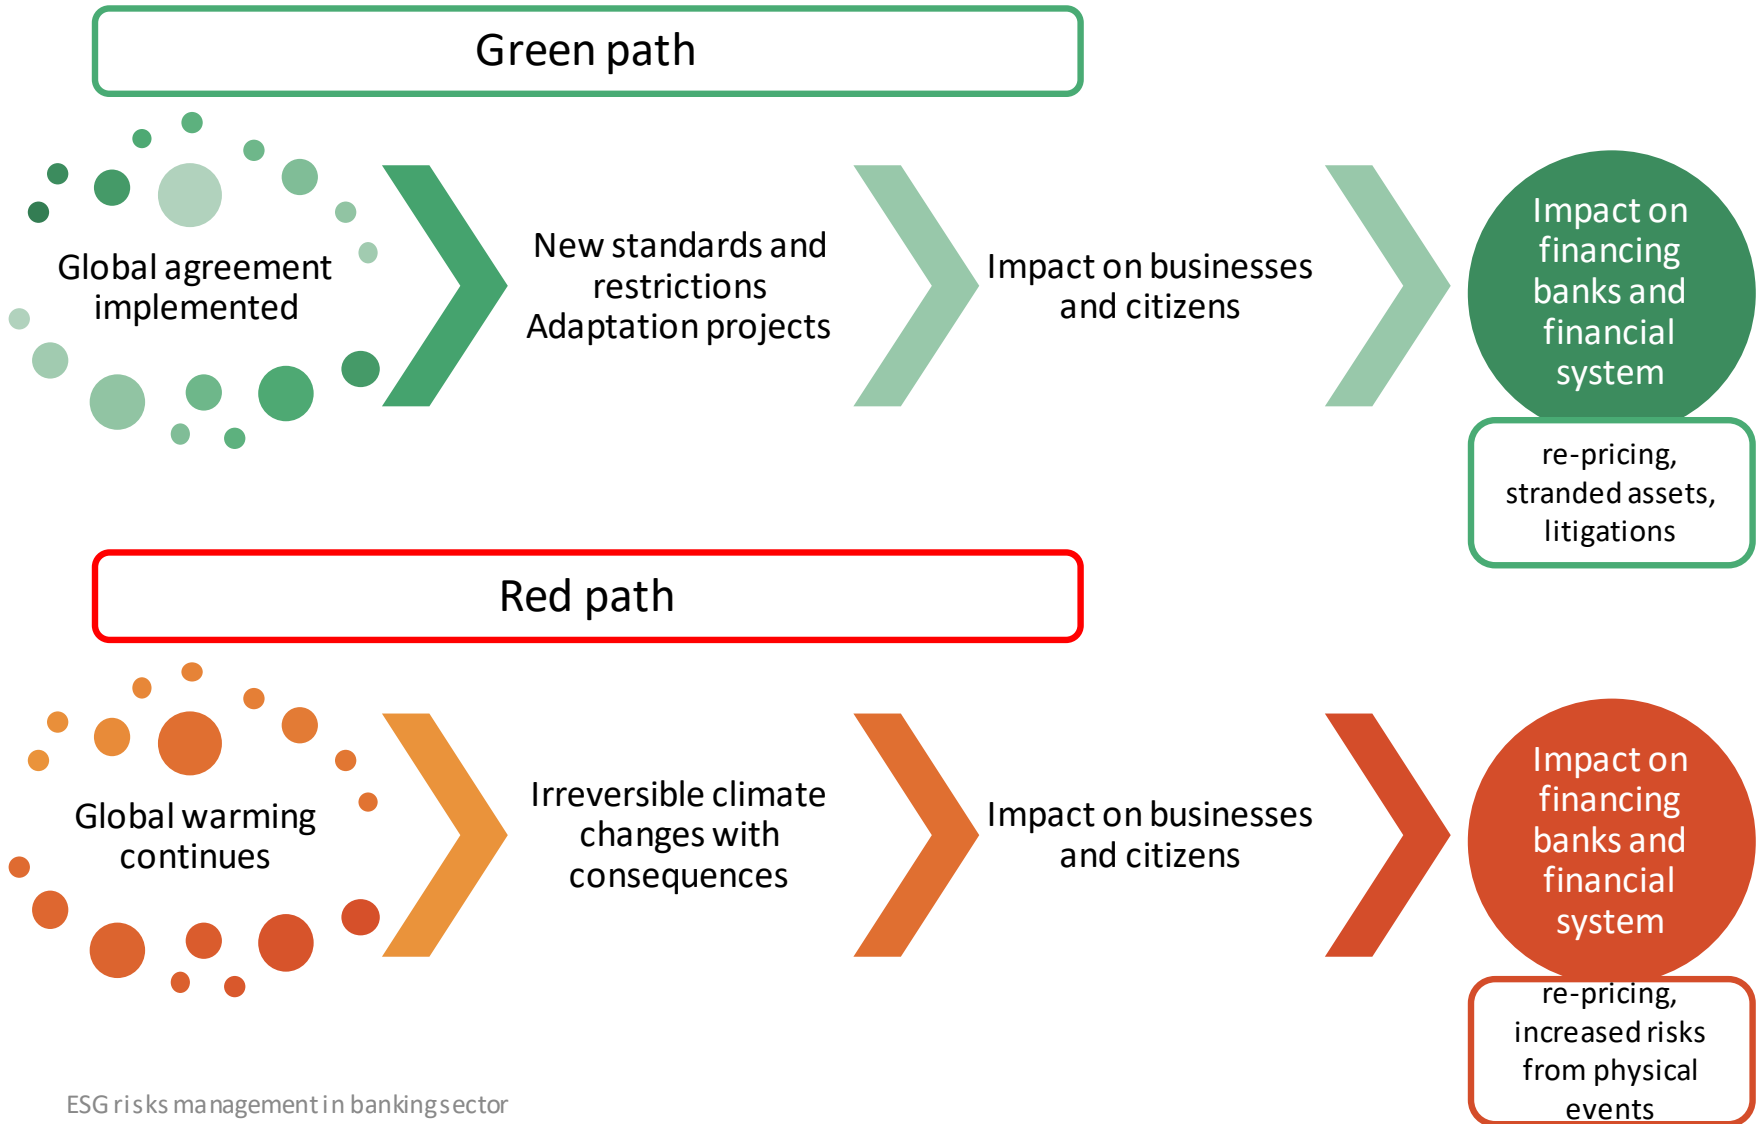 Green path
Global agreement
implemented
New standards and
restrictions
Adaptation projects
Impact on businesses
and citizens
Impact on
financing
banks and
financial
system
re-pricing,
stranded assets,
litigations
Red path
Global warming
continues
Irreversible climate
changes with
consequences
Impact on businesses
and citizens
Impact on
financing
banks and
financial
system
re-pricing,
increased risks
from physical
events
ESG risks management in banking sector